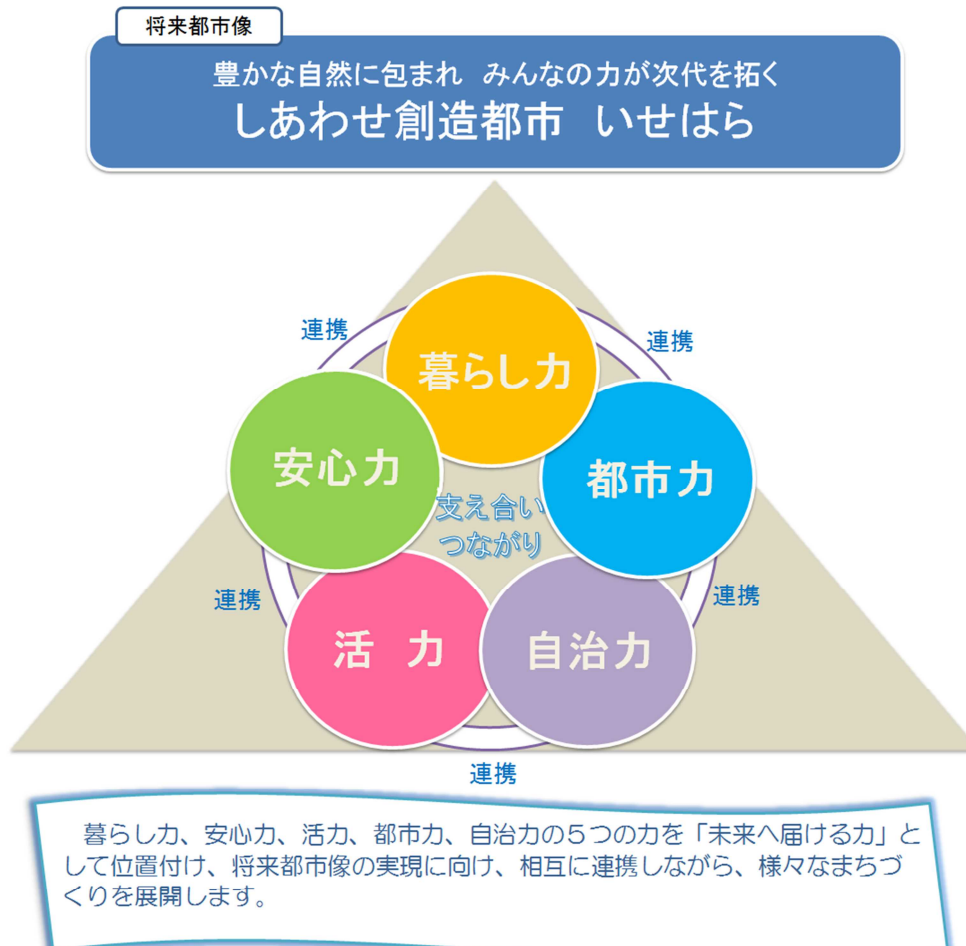 将来都市像
豊かな自然に包まれ みんなの力が次代を拓く
しあわせ創造都市 いせはら
連携
連携
暮らし力
安心力
都市力
支え合い
つながり
連携
連携
活 力
自治力
連携
暮らし力、安心力、活力、都市力、自治力の5つの力を「未来へ届ける力」と
して位置付け、将来都市像の実現に向け、相互に連携しながら、様々なまちづ
くりを展開します。